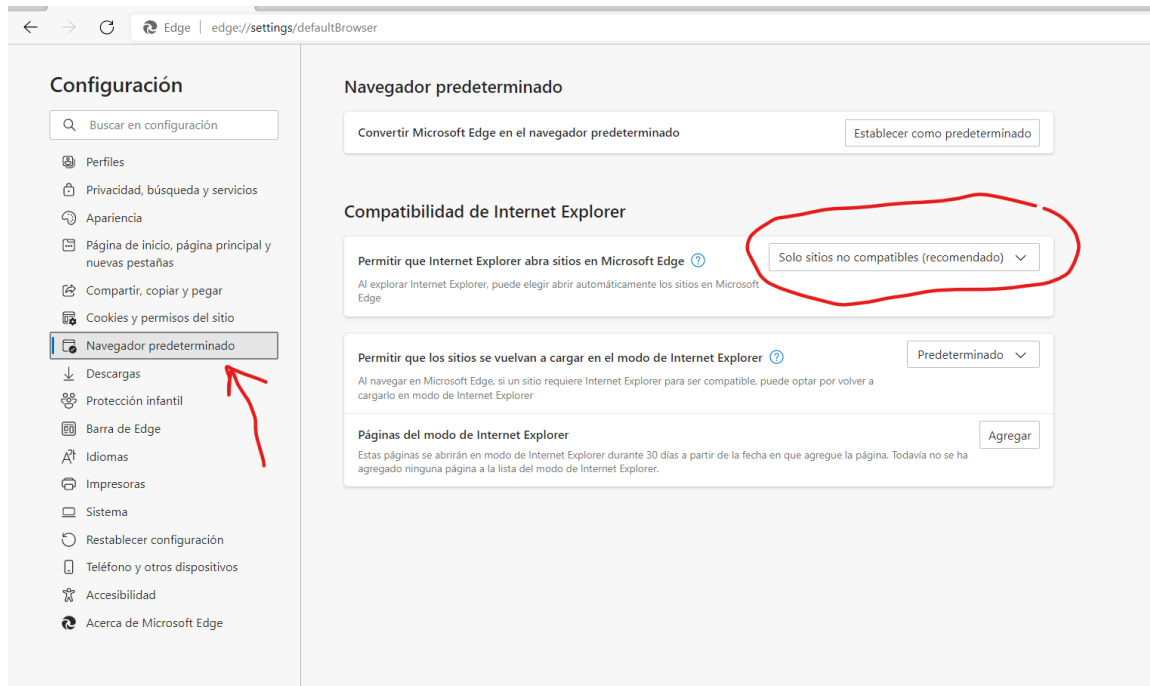 Edge | edge://settings/defaultBrowser
Configuración
Buscar en configuración
Perfiles
Privacidad, búsqueda y servicios
Apariencia
Página de inicio, página principal y
nuevas pestañas
Compartir, copiar y pegar
Cookies y permisos del sitio
Navegador predeterminado
Descargas
Protección infantil
Barra de Edge
Idiomas
Impresoras
Sistema
Restablecer configuración
Teléfono y otros dispositivos
Accesibilidad
Acerca de Microsoft Edge
Navegador predeterminado
Convertir Microsoft Edge en el navegador predeterminado
Establecer como predeterminado
Compatibilidad de Internet Explorer
Permitir que Internet Explorer abra sitios en Microsoft Edge
Solo sitios no compatibles (recomendado)
Al explorar Internet Explorer, puede elegir abrir automáticamente los sitios en Microsoft
Edge
Permitir que los sitios se vuelvan a cargar en el modo de Internet Explorer
Predeterminado
Al navegar en Microsoft Edge, si un sitio requiere Internet Explorer para ser compatible, puede optar por volver a
cargarlo en modo de Internet Explorer
Páginas del modo de Internet Explorer
Agregar
Estas páginas se abrirán en modo de Internet Explorer durante 30 días a partir de la fecha en que agregue la página. Todavía no se ha
agregado ninguna página a la lista del modo de Internet Explorer.